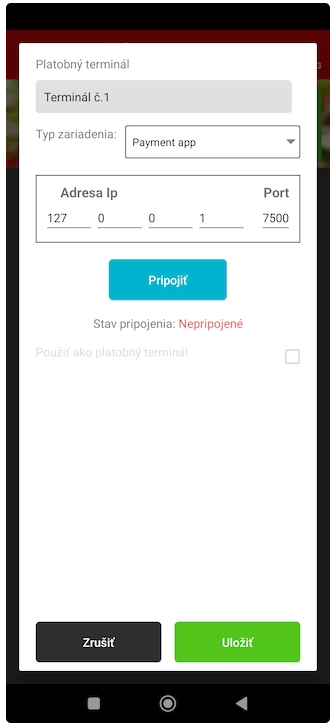 Platobný terminál
3
Terminál č.1
Typ zariadenia:
Payment app
Adresa Ip Port
127 0 0 1 7500
Pripojiť
Stav pripojenia: Nepripojené
Použiť ako platobný terminál
Zrušiť Uložiť